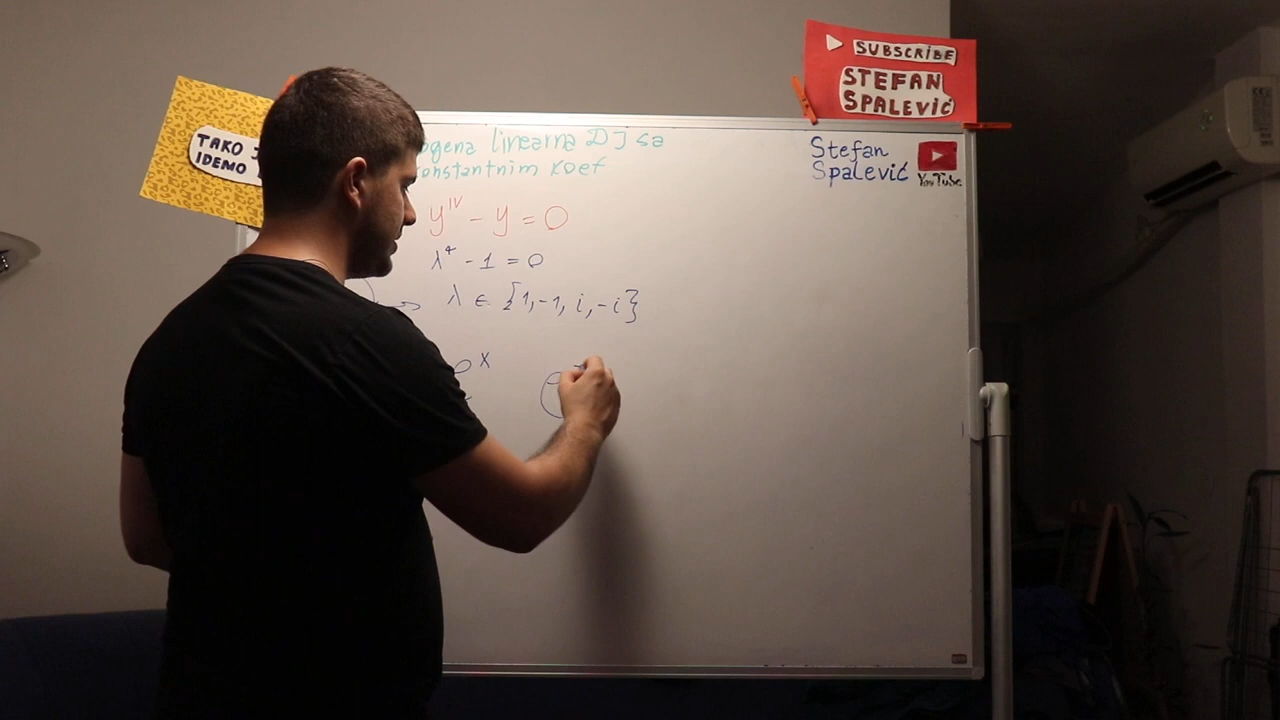 SUBSCRIBE
STEFAN
SPALEVIĆ
TAKO
IDEMO
ogena linearna DJ sa
onstantnim koef
Stefan
Spalević
YouTube
y^IV - y = 0
λ^4 - 1 = 0
λ ∈ {1, -1, i, -i}
e^x
e